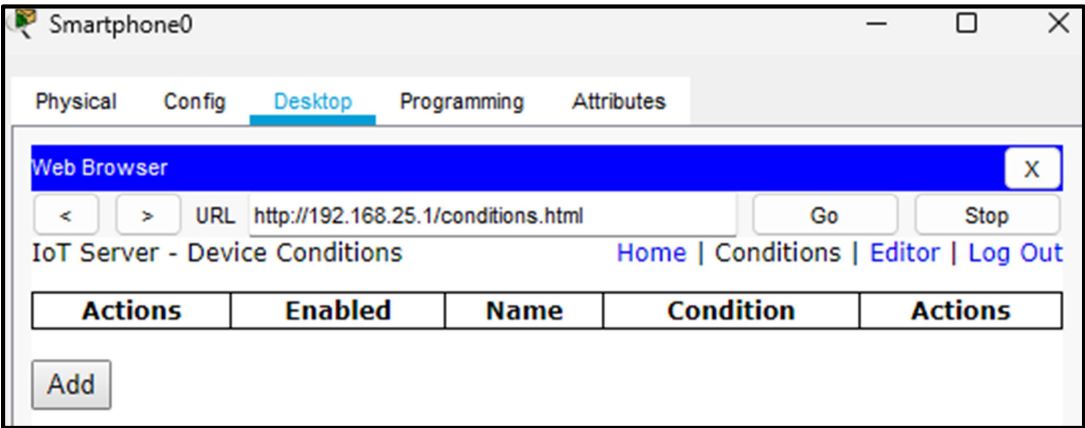 Smartphone0
Physical Config Desktop Programming Attributes
Web Browser X
< > URL http://192.168.25.1/conditions.html Go Stop
IoT Server - Device Conditions Home | Conditions | Editor | Log Out
Actions Enabled Name Condition Actions
Add